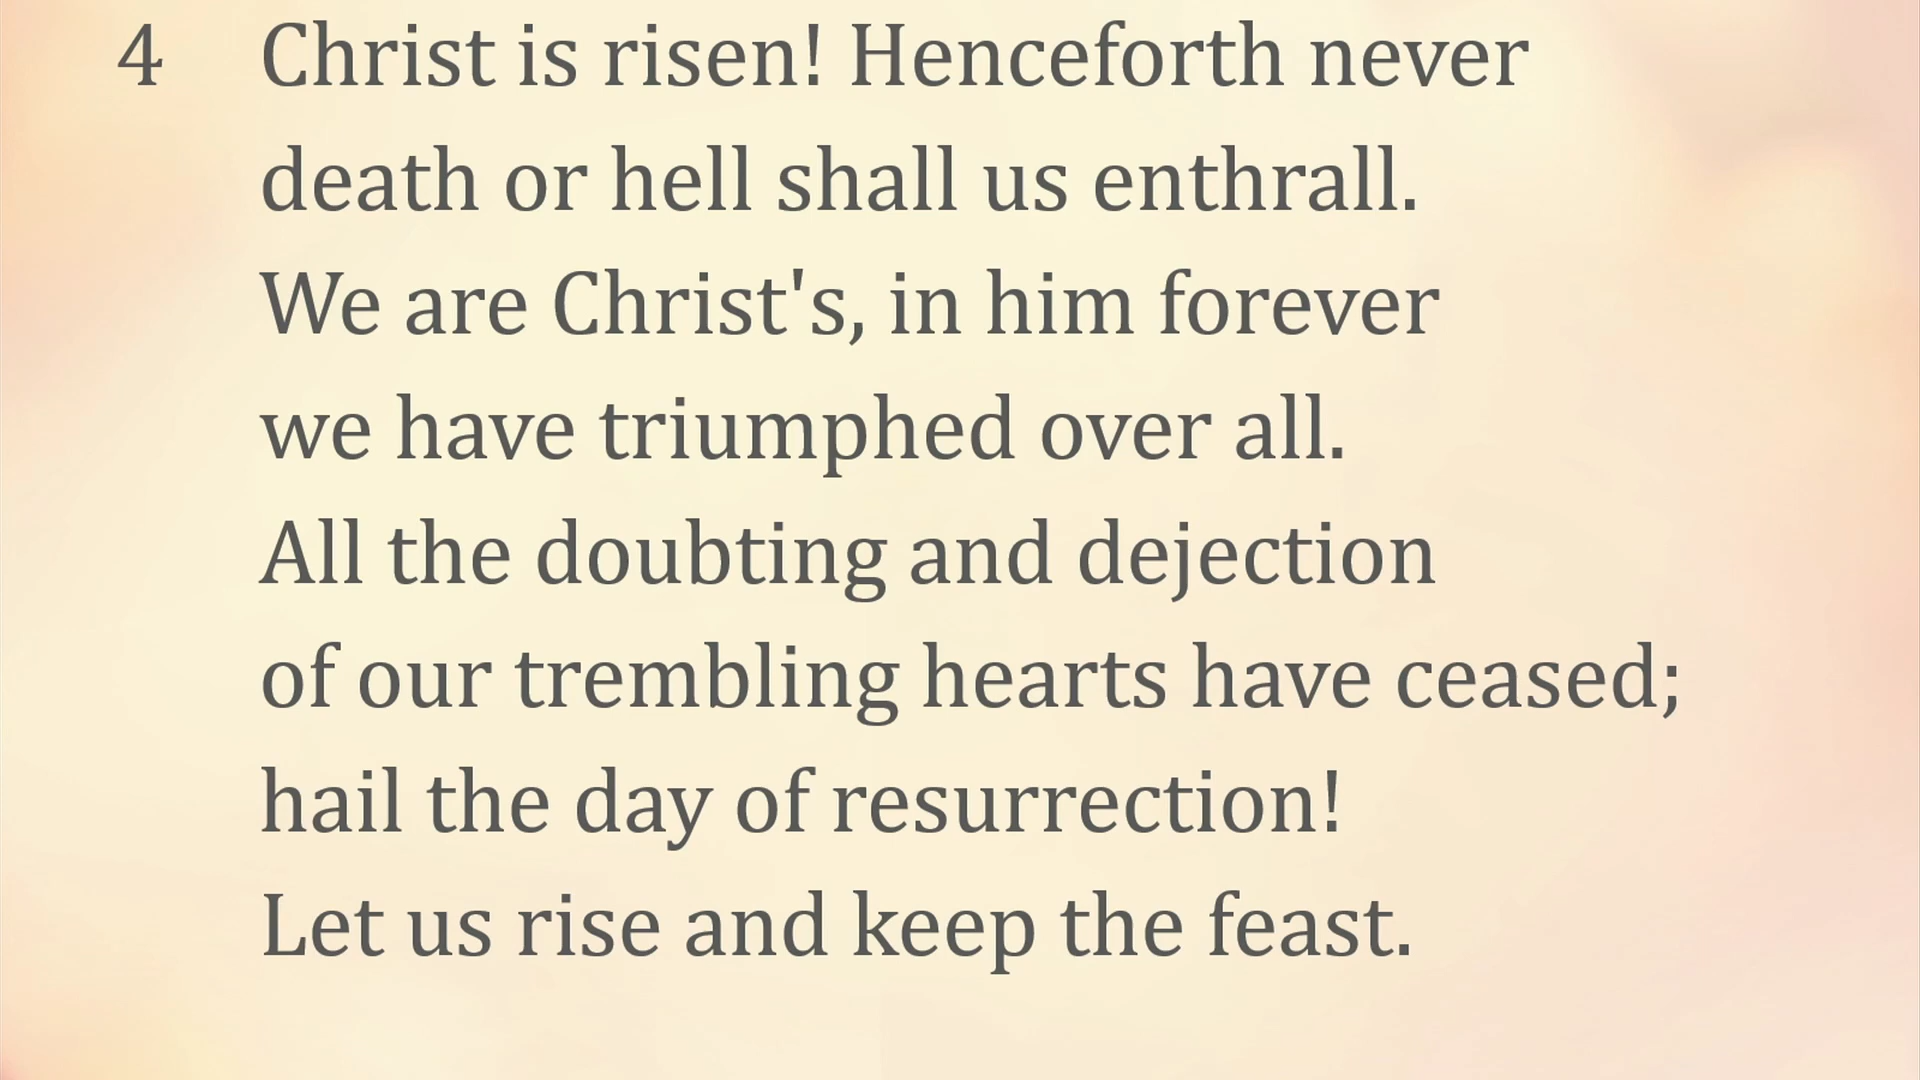 4 Christ is risen! Henceforth never
death or hell shall us enthrall.
We are Christ's, in him forever
we have triumphed over all.
All the doubting and dejection
of our trembling hearts have ceased;
hail the day of resurrection!
Let us rise and keep the feast.